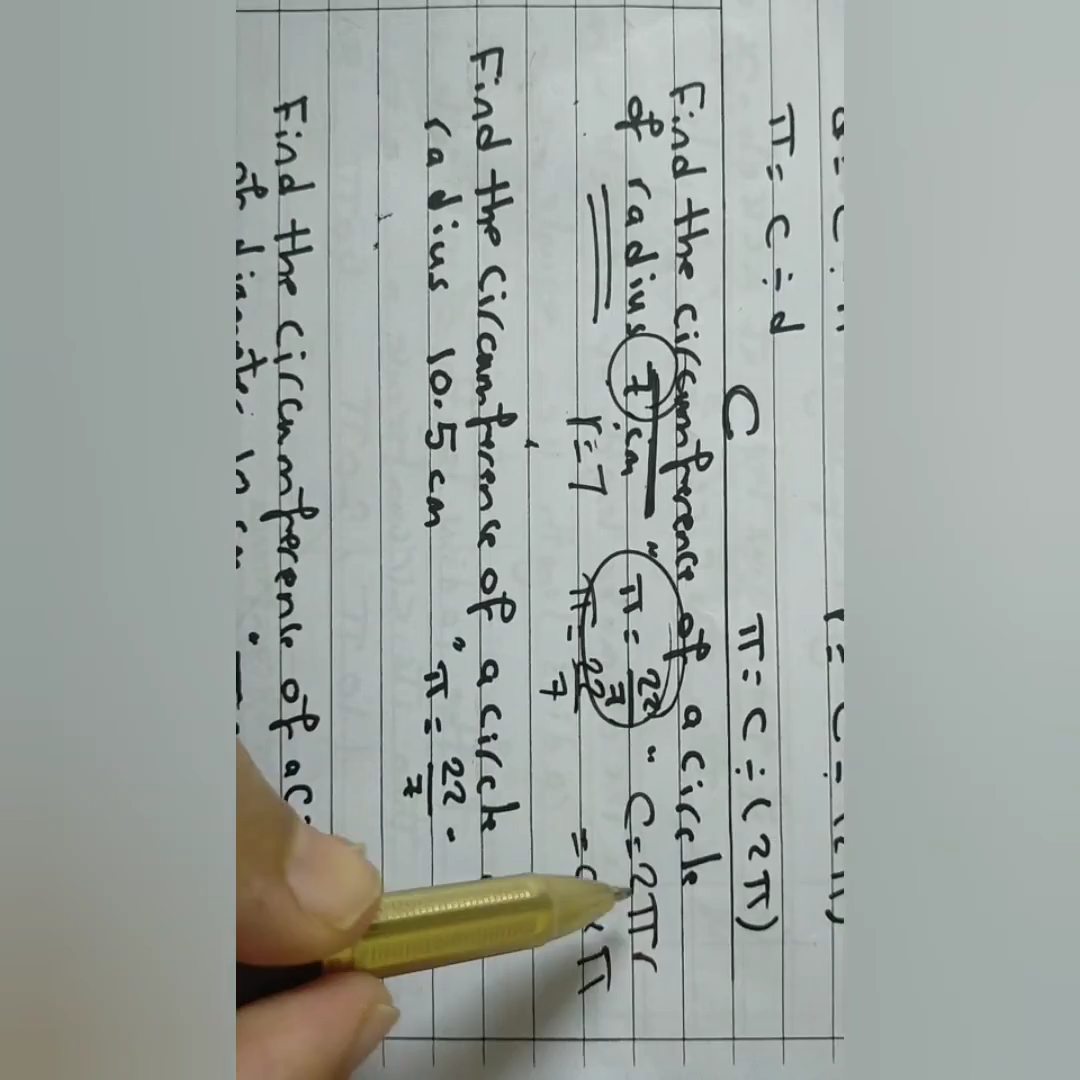 π = C ÷ d
π = C ÷ (2π)
C
Find the circumference of a circle
of radius 7 cm " π = 22/7 " C = 2πr
r = 7 π = 22/7 = π
Find the circumference of a circle
radius 10.5 cm " π = 22/7 .
Find the circumference of a